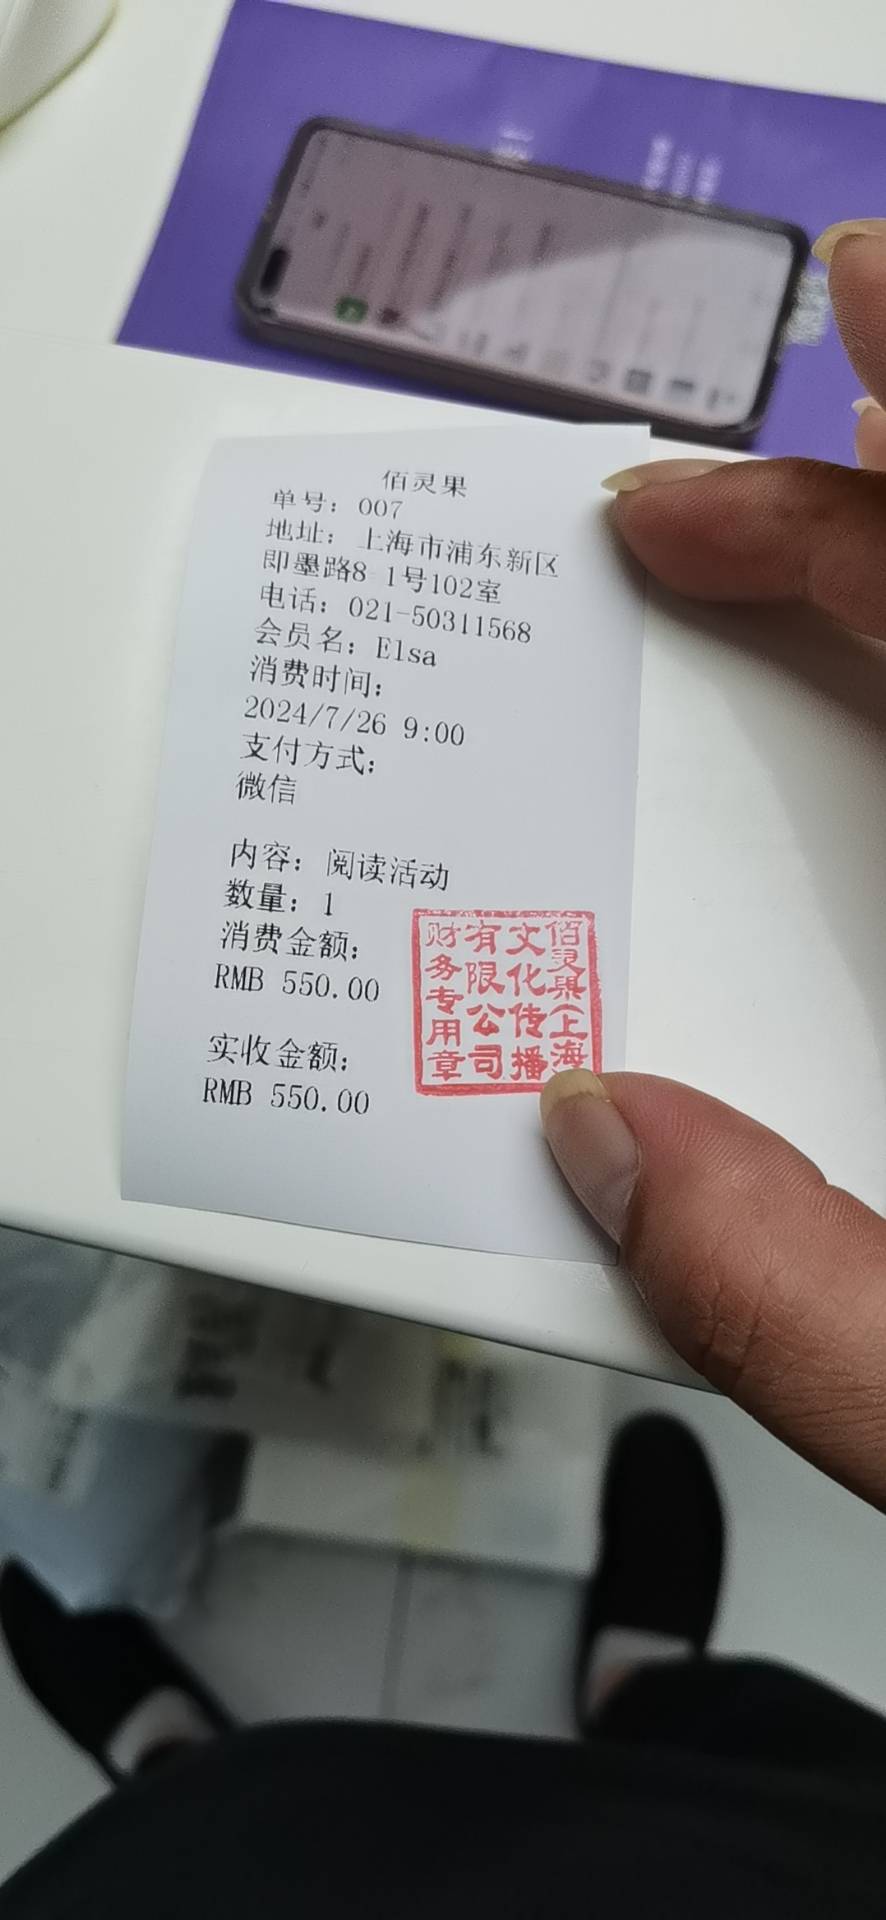 佰灵果
单号：007
地址：上海市浦东新区
即墨路8 1号102室
电话：021-50311568
会员名：Elsa
消费时间：
2024/7/26 9:00
支付方式：
微信
内容：阅读活动
数量：1
消费金额：
RMB 550.00
实收金额：
RMB 550.00
佰灵果（上海
文化传播
有限公司
财务专用章